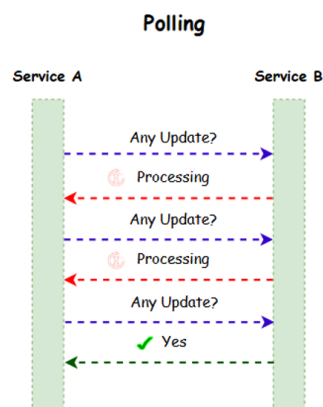 Polling
Service A
Service B
Any Update?
Processing
Any Update?
Processing
Any Update?
Yes